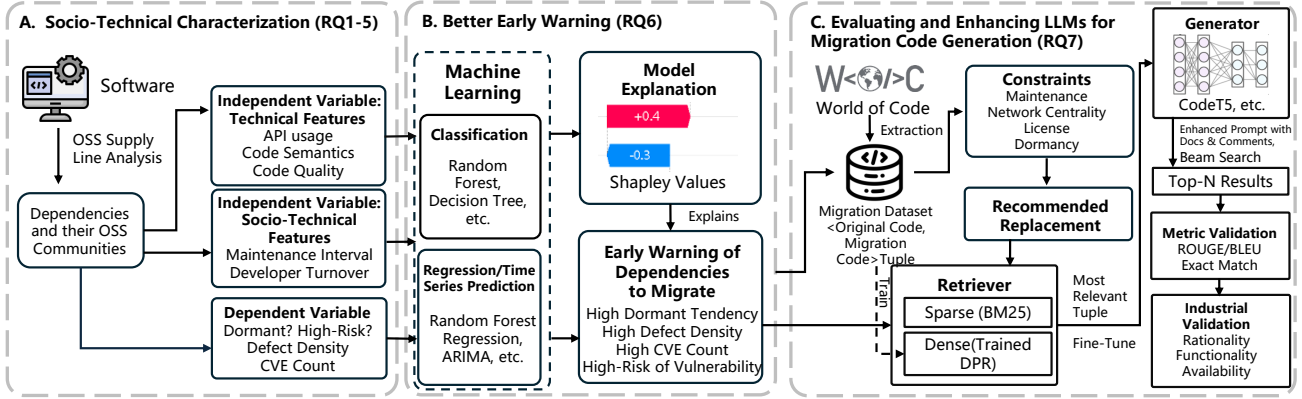 A. Socio-Technical Characterization (RQ1-5)
Software
OSS Supply
Line Analysis
Dependencies
and their OSS
Communities
Independent Variable:
Technical Features
API usage
Code Semantics
Code Quality
Independent Variable:
Socio-Technical
Features
Maintenance Interval
Developer Turnover
Dependent Variable
Dormant? High-Risk?
Defect Density
CVE Count
B. Better Early Warning (RQ6)
Machine
Learning
Classification
Random
Forest,
Decision Tree,
etc.
Regression/Time
Series Prediction
Random Forest
Regression,
ARIMA, etc.
Model
Explanation
+0.4
-0.3
Shapley Values
Explains
Early Warning of
Dependencies
to Migrate
High Dormant Tendency
High Defect Density
High CVE Count
High-Risk of Vulnerability
C. Evaluating and Enhancing LLMs for
Migration Code Generation (RQ7)
W</>C
World of Code
Extraction
</>
Migration Dataset
<Original Code,
Migration
Code>Tuple
Train
Constraints
Maintenance
Network Centrality
License
Dormancy
Recommended
Replacement
Retriever
Sparse (BM25)
Dense(Trained
DPR)
Most
Relevant
Tuple
Fine-Tune
Generator
CodeT5, etc.
Enhanced Prompt with
Docs & Comments,
Beam Search
Top-N Results
Metric Validation
ROUGE/BLEU
Exact Match
Industrial
Validation
Rationality
Functionality
Availability